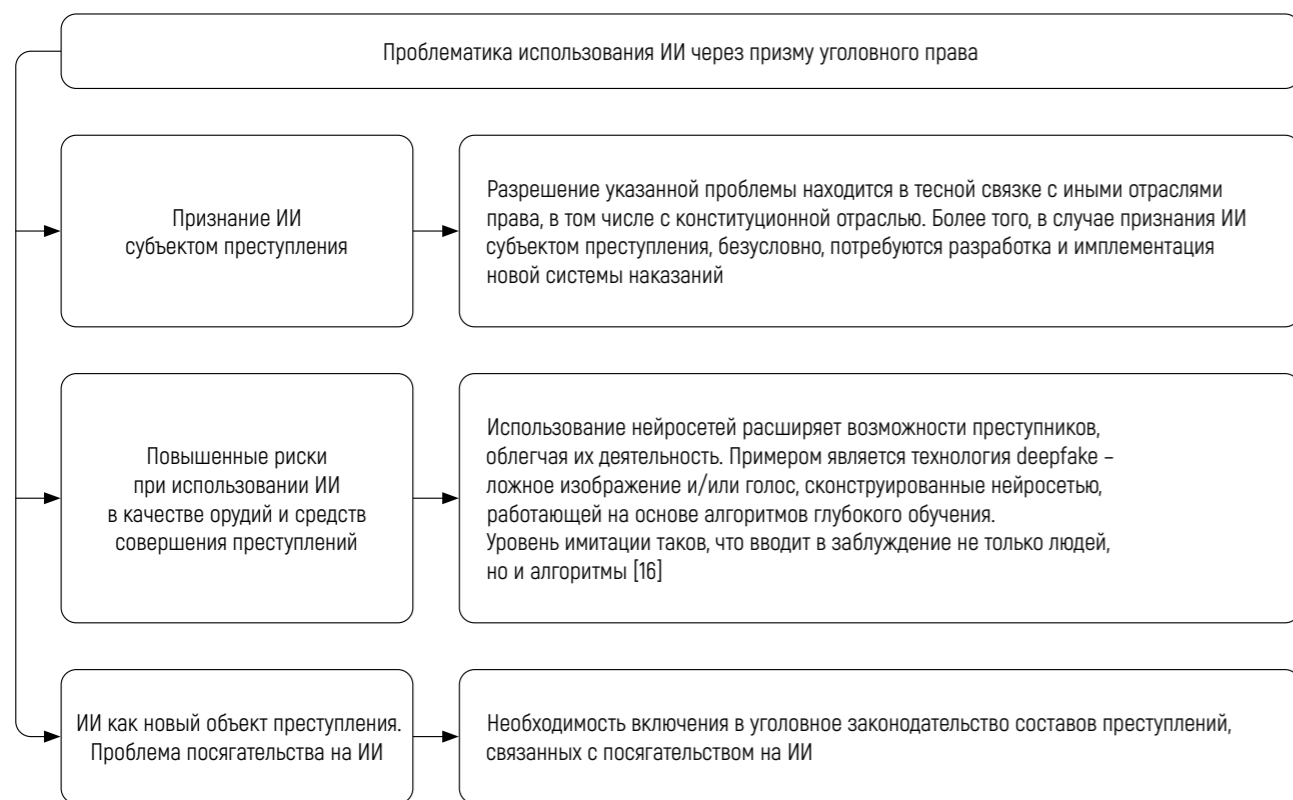 Проблематика использования ИИ через призму уголовного права
Признание ИИ
субъектом преступления
Разрешение указанной проблемы находится в тесной связке с иными отраслями
права, в том числе с конституционной отраслью. Более того, в случае признания ИИ
субъектом преступления, безусловно, потребуются разработка и имплементация
новой системы наказаний
Повышенные риски
при использовании ИИ
в качестве орудий и средств
совершения преступлений
Использование нейросетей расширяет возможности преступников,
облегчая их деятельность. Примером является технология deepfake –
ложное изображение и/или голос, сконструированные нейросетью,
работающей на основе алгоритмов глубокого обучения.
Уровень имитации таков, что вводит в заблуждение не только людей,
но и алгоритмы [16]
ИИ как новый объект преступления.
Проблема посягательства на ИИ
Необходимость включения в уголовное законодательство составов преступлений,
связанных с посягательством на ИИ